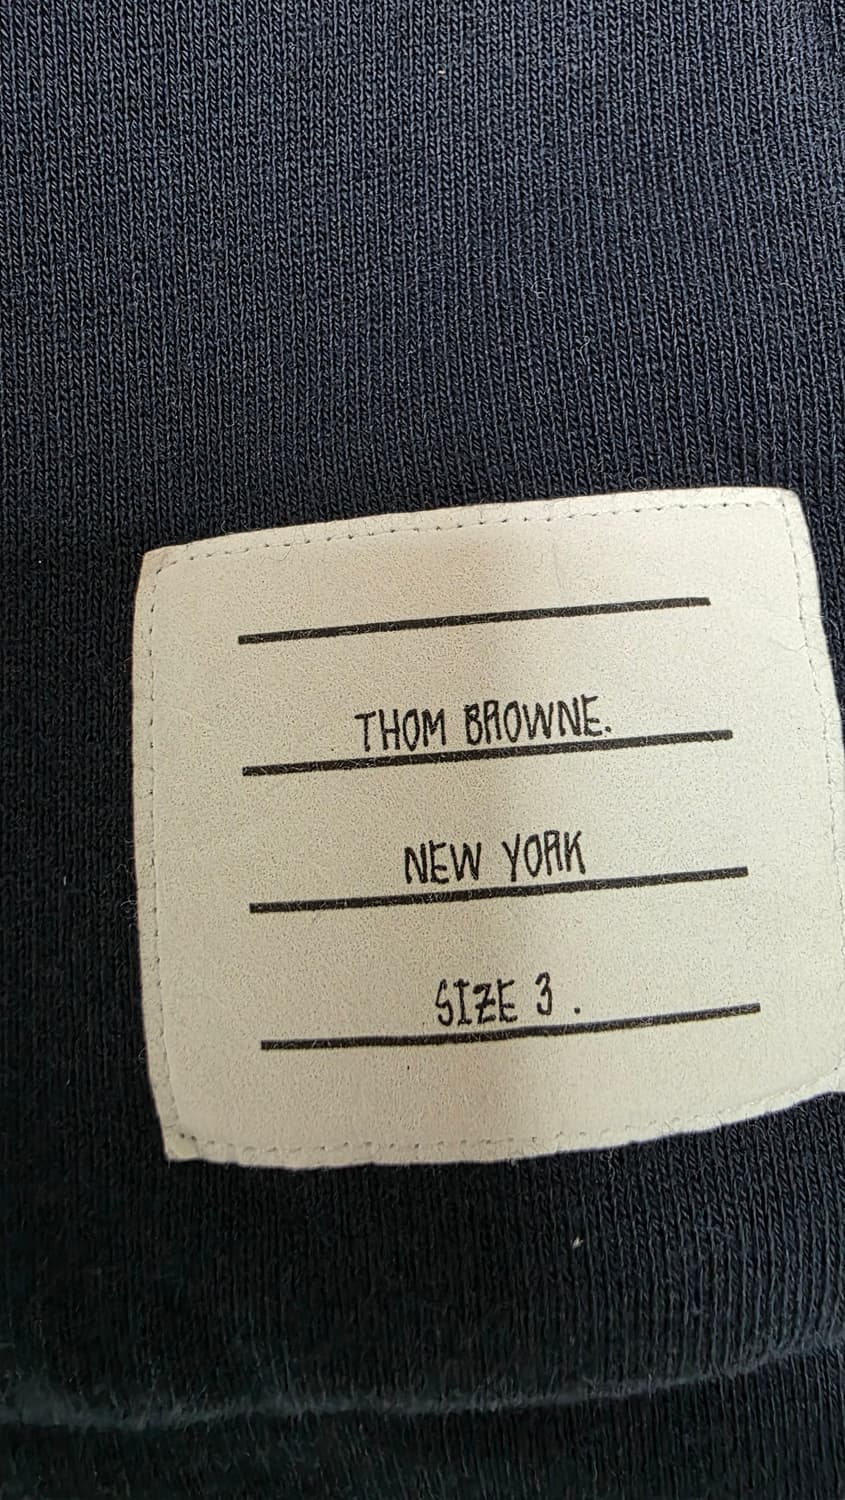 THOM BROWNE.
NEW YORK
SIZE 3 .